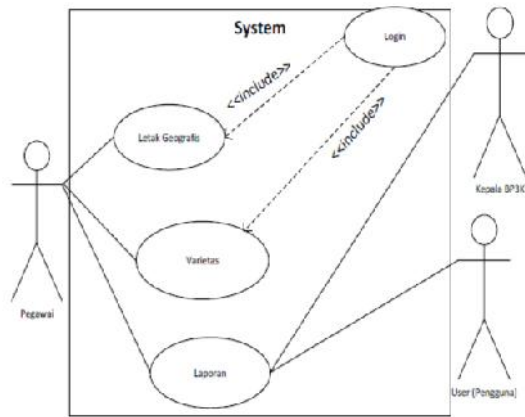 System
Login
<<include>>
Letak Geografis
<<include>>
Kepala BP3K
Varietas
Pegawai
Laporan
User (Pengguna)